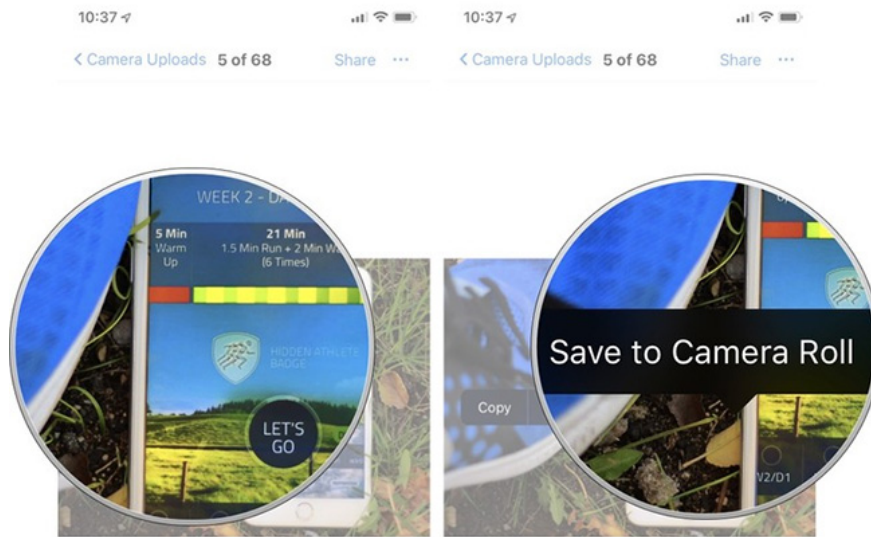 10:37
Camera Uploads 5 of 68 Share ...
WEEK 2 -
5 Min
Warm
Up
21 Min
1.5 Min Run + 2 Min
(6 Times)
HIDDEN ATHLETE
BADGE
LET'S
GO
10:37
Camera Uploads 5 of 68 Share ...
Save to Camera Roll
Copy
W2/D1